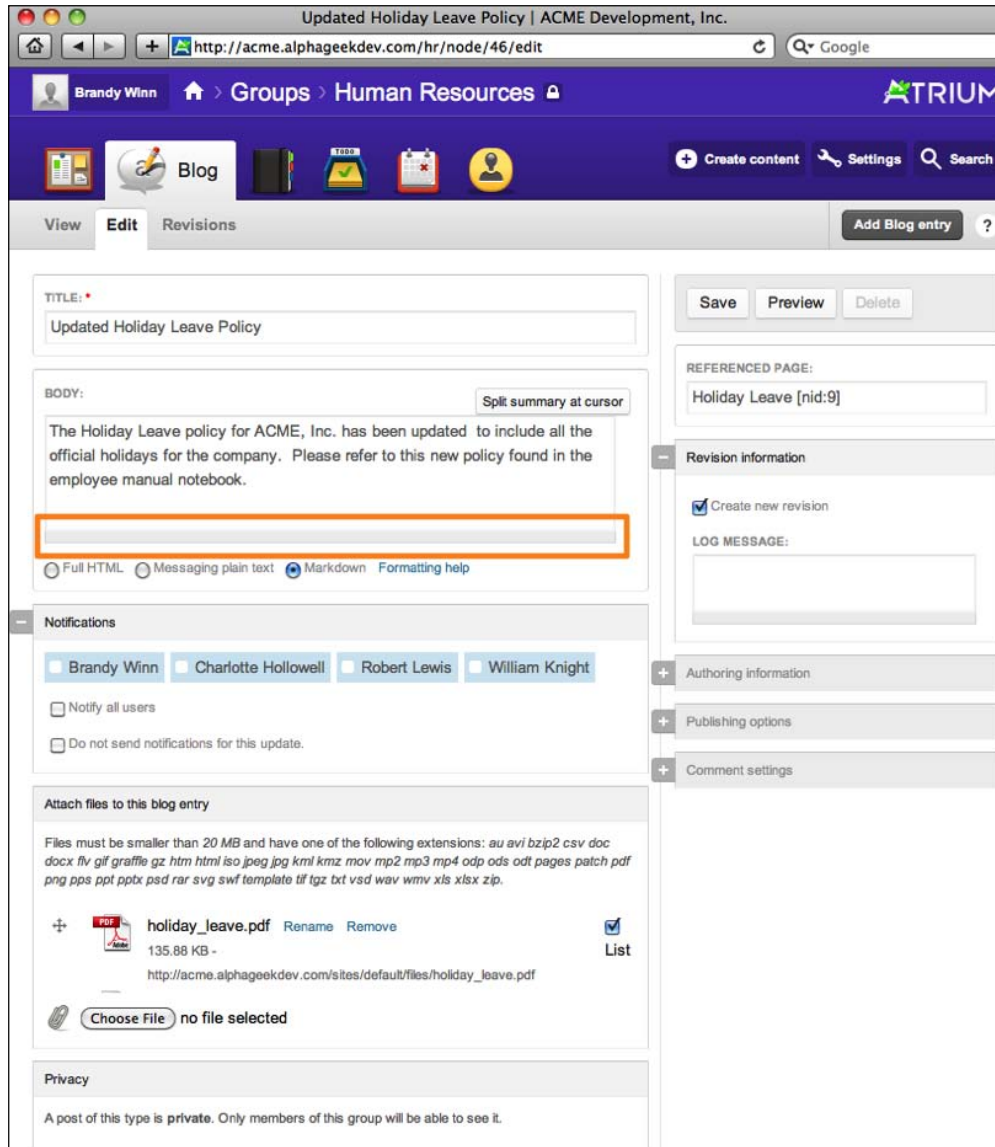 Updated Holiday Leave Policy | ACME Development, Inc.
http://acme.alphageekdev.com/hr/node/46/edit
Google
Brandy Winn
Groups › Human Resources
ATRIUM
Blog
TODO
Create content
Settings
Search
View
Edit
Revisions
Add Blog entry
?
TITLE: *
Updated Holiday Leave Policy
BODY:
Split summary at cursor
The Holiday Leave policy for ACME, Inc. has been updated to include all the
official holidays for the company. Please refer to this new policy found in the
employee manual notebook.
Full HTML
Messaging plain text
Markdown
Formatting help
Notifications
Brandy Winn
Charlotte Hollowell
Robert Lewis
William Knight
Notify all users
Do not send notifications for this update.
Attach files to this blog entry
Files must be smaller than 20 MB and have one of the following extensions: au avi bzip2 csv doc
docx flv gif graffle gz htm html iso jpeg jpg kml kmz mov mp2 mp3 mp4 odp ods odt pages patch pdf
png pps ppt pptx psd rar svg swf template tif tgz txt vsd wav wmv xls xlsx zip.
PDF
Adobe
holiday_leave.pdf
Rename
Remove
List
135.88 KB -
http://acme.alphageekdev.com/sites/default/files/holiday_leave.pdf
Choose File
no file selected
Privacy
A post of this type is private. Only members of this group will be able to see it.
Save
Preview
Delete
REFERENCED PAGE:
Holiday Leave [nid:9]
Revision information
Create new revision
LOG MESSAGE:
Authoring information
Publishing options
Comment settings